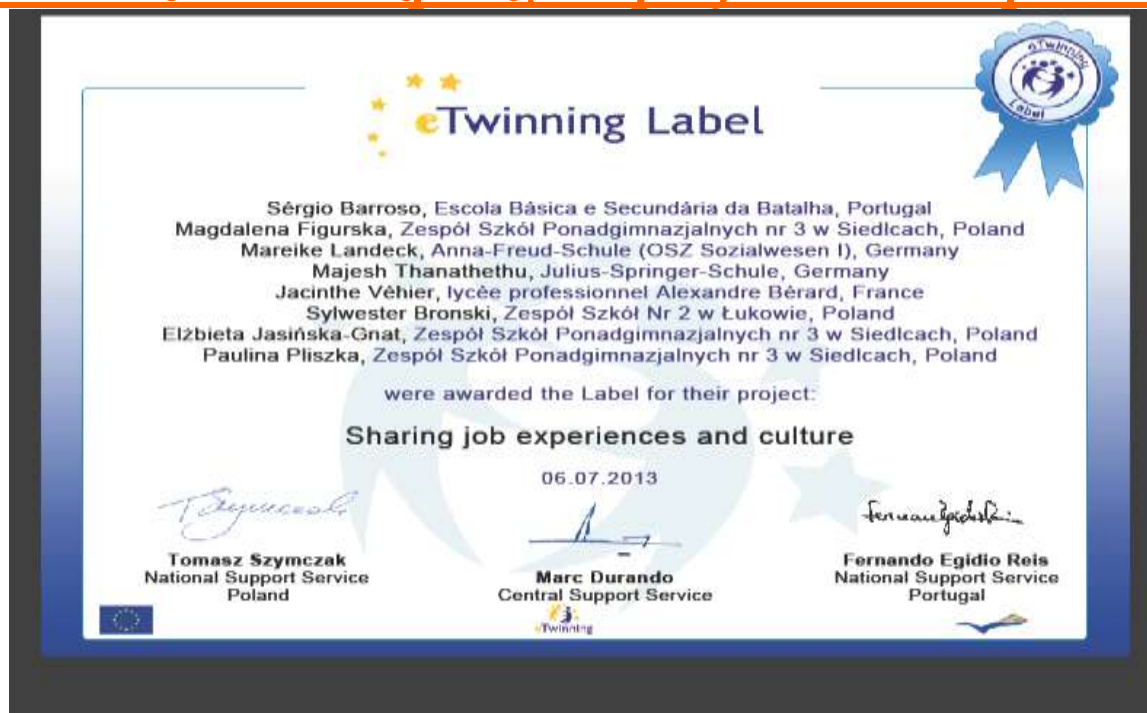 eTwinning
Label
eTwinning Label
Sérgio Barroso, Escola Básica e Secundária da Batalha, Portugal
Magdalena Figurska, Zespół Szkół Ponadgimnazjalnych nr 3 w Siedlcach, Poland
Mareike Landeck, Anna-Freud-Schule (OSZ Sozialwesen I), Germany
Majesh Thanathethu, Julius-Springer-Schule, Germany
Jacinthe Véhier, lycée professionnel Alexandre Bérard, France
Sylwester Bronski, Zespół Szkół Nr 2 w Łukowie, Poland
Elżbieta Jasińska-Gnat, Zespół Szkół Ponadgimnazjalnych nr 3 w Siedlcach, Poland
Paulina Pliszka, Zespół Szkół Ponadgimnazjalnych nr 3 w Siedlcach, Poland
were awarded the Label for their project:
Sharing job experiences and culture
06.07.2013
Tomasz Szymczak
National Support Service
Poland
Marc Durando
Central Support Service
eTwinning
Fernando Egidio Reis
National Support Service
Portugal